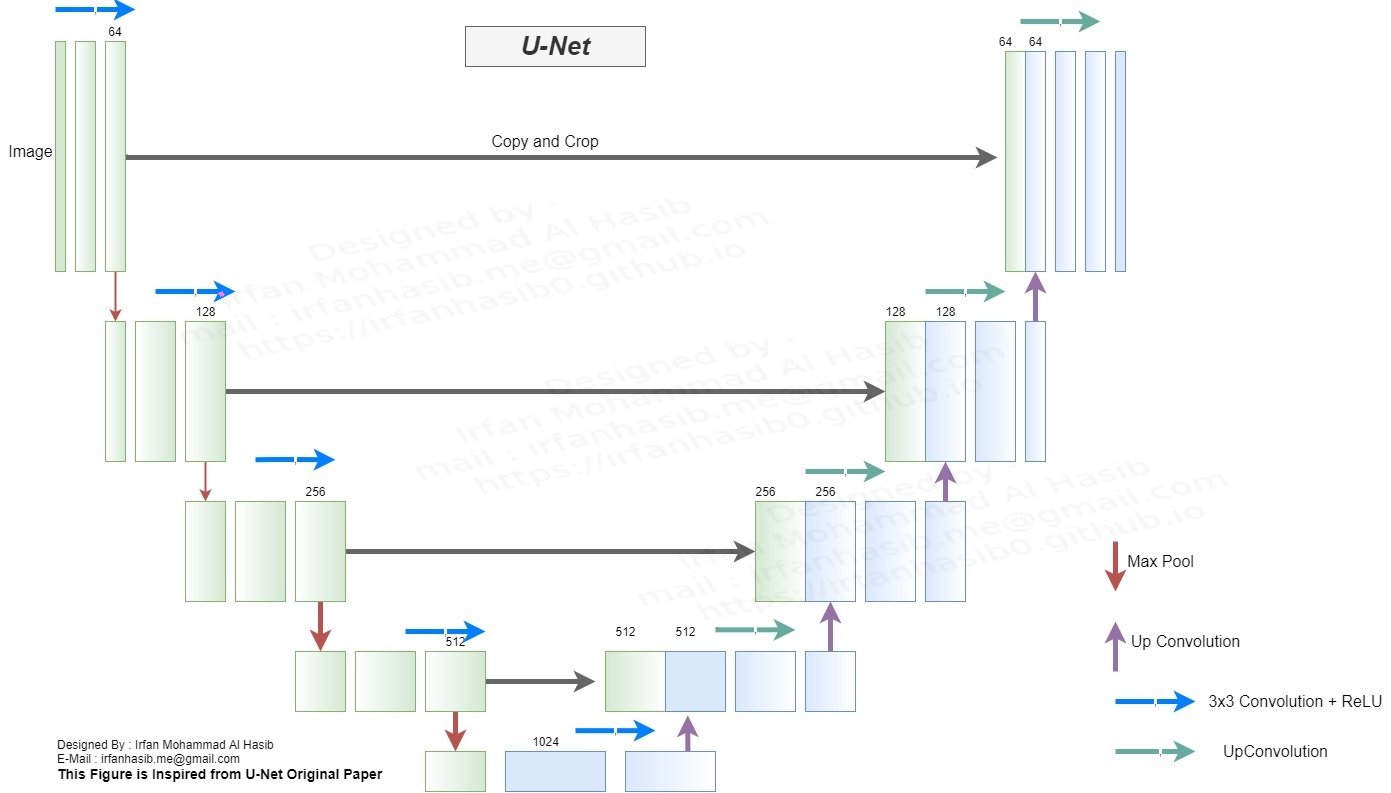 64
U-Net
64 64
Image
Copy and Crop
Designed by -
Irfan Mohammad Al Hasib
mail : irfanhasib.me@gmail.com
https://irfanhasib0.github.io
128
128 128
Designed by -
Irfan Mohammad Al Hasib
mail : irfanhasib.me@gmail.com
https://irfanhasib0.github.io
256
256 256
Designed by -
Irfan Mohammad Al Hasib
mail : irfanhasib.me@gmail.com
https://irfanhasib0.github.io
Max Pool
512
512 512
Up Convolution
3x3 Convolution + ReLU
1024
UpConvolution
Designed By : Irfan Mohammad Al Hasib
E-Mail : irfanhasib.me@gmail.com
This Figure is Inspired from U-Net Original Paper